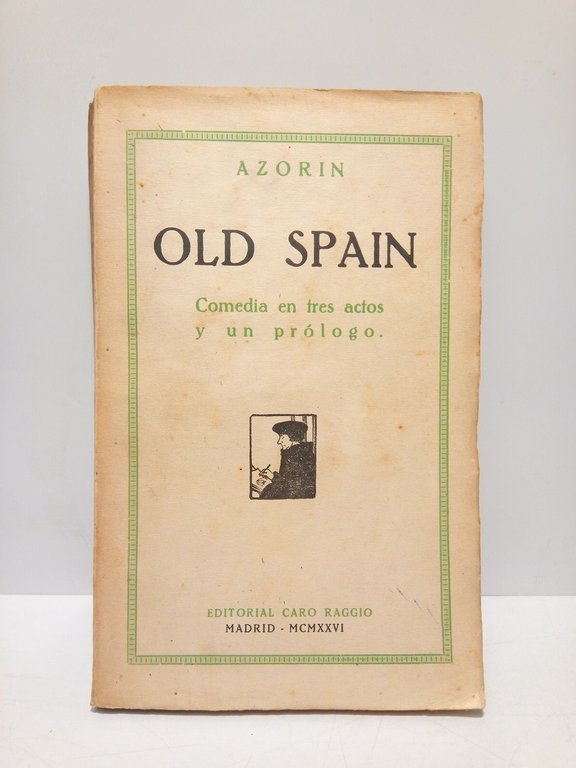 AZORIN
OLD SPAIN
Comedia en tres actos
y un prólogo.
EDITORIAL CARO RAGGIO
MADRID - MCMXXVI